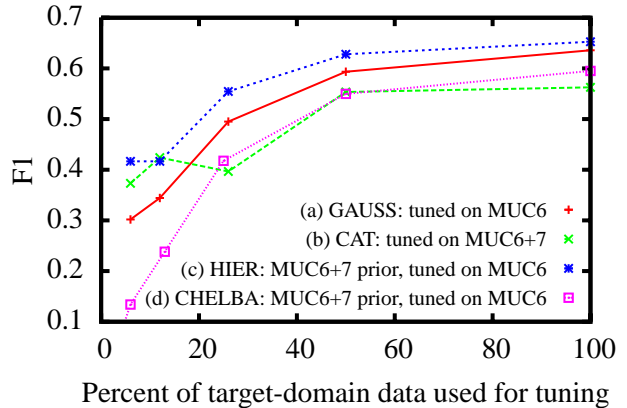 0.7
0.6
0.5
0.4
0.3
0.2
0.1
F1
(a) GAUSS: tuned on MUC6
(b) CAT: tuned on MUC6+7
(c) HIER: MUC6+7 prior, tuned on MUC6
(d) CHELBA: MUC6+7 prior, tuned on MUC6
0 20 40 60 80 100
Percent of target-domain data used for tuning